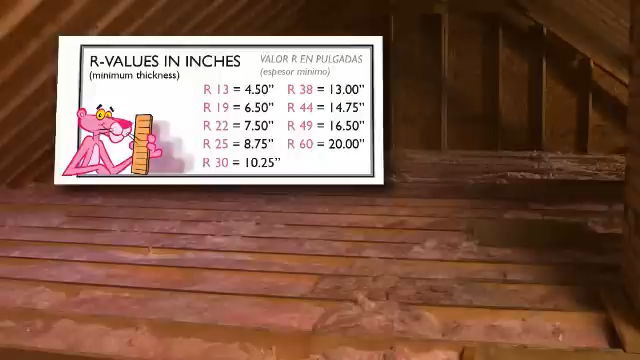 R-VALUES IN INCHES
(minimum thickness)
VALOR R EN PULGADAS
(espesor minimo)
R 13 = 4.50” R 38 = 13.00”
R 19 = 6.50” R 44 = 14.75”
R 22 = 7.50” R 49 = 16.50”
R 25 = 8.75” R 60 = 20.00”
R 30 = 10.25”